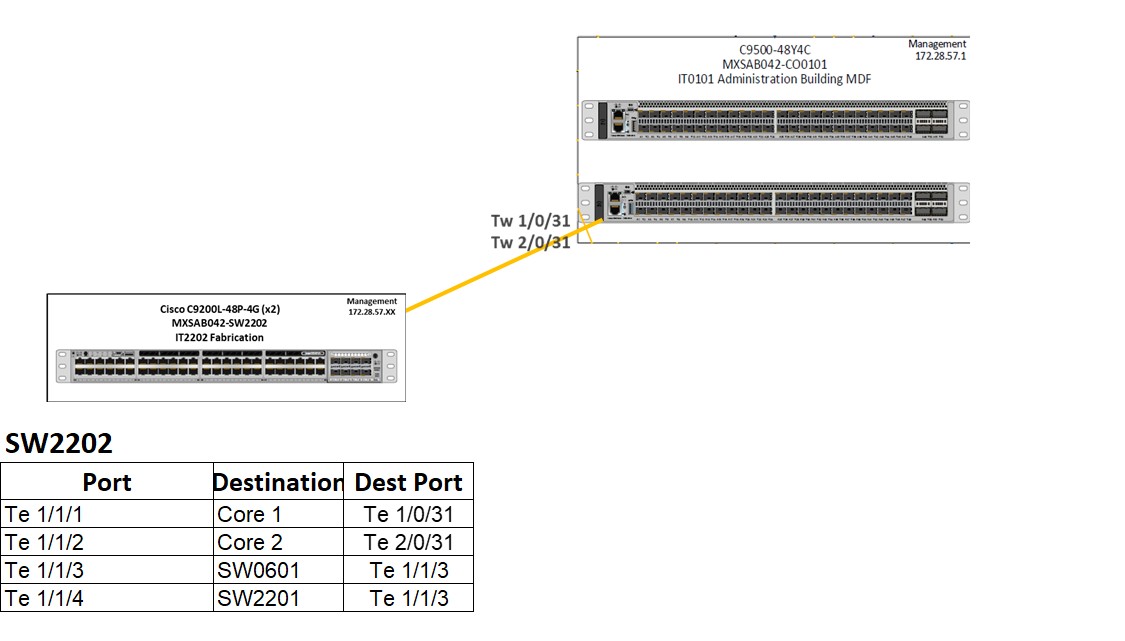 C9500-48Y4C
MXSAB042-CO0101
IT0101 Administration Building MDF
Management
172.28.57.1
Tw 1/0/31
Tw 2/0/31
Cisco C9200L-48P-4G (x2)
MXSAB042-SW2202
IT2202 Fabrication
Management
172.28.57.XX
SW2202
Port Destination Dest Port
Te 1/1/1 Core 1 Te 1/0/31
Te 1/1/2 Core 2 Te 2/0/31
Te 1/1/3 SW0601 Te 1/1/3
Te 1/1/4 SW2201 Te 1/1/3